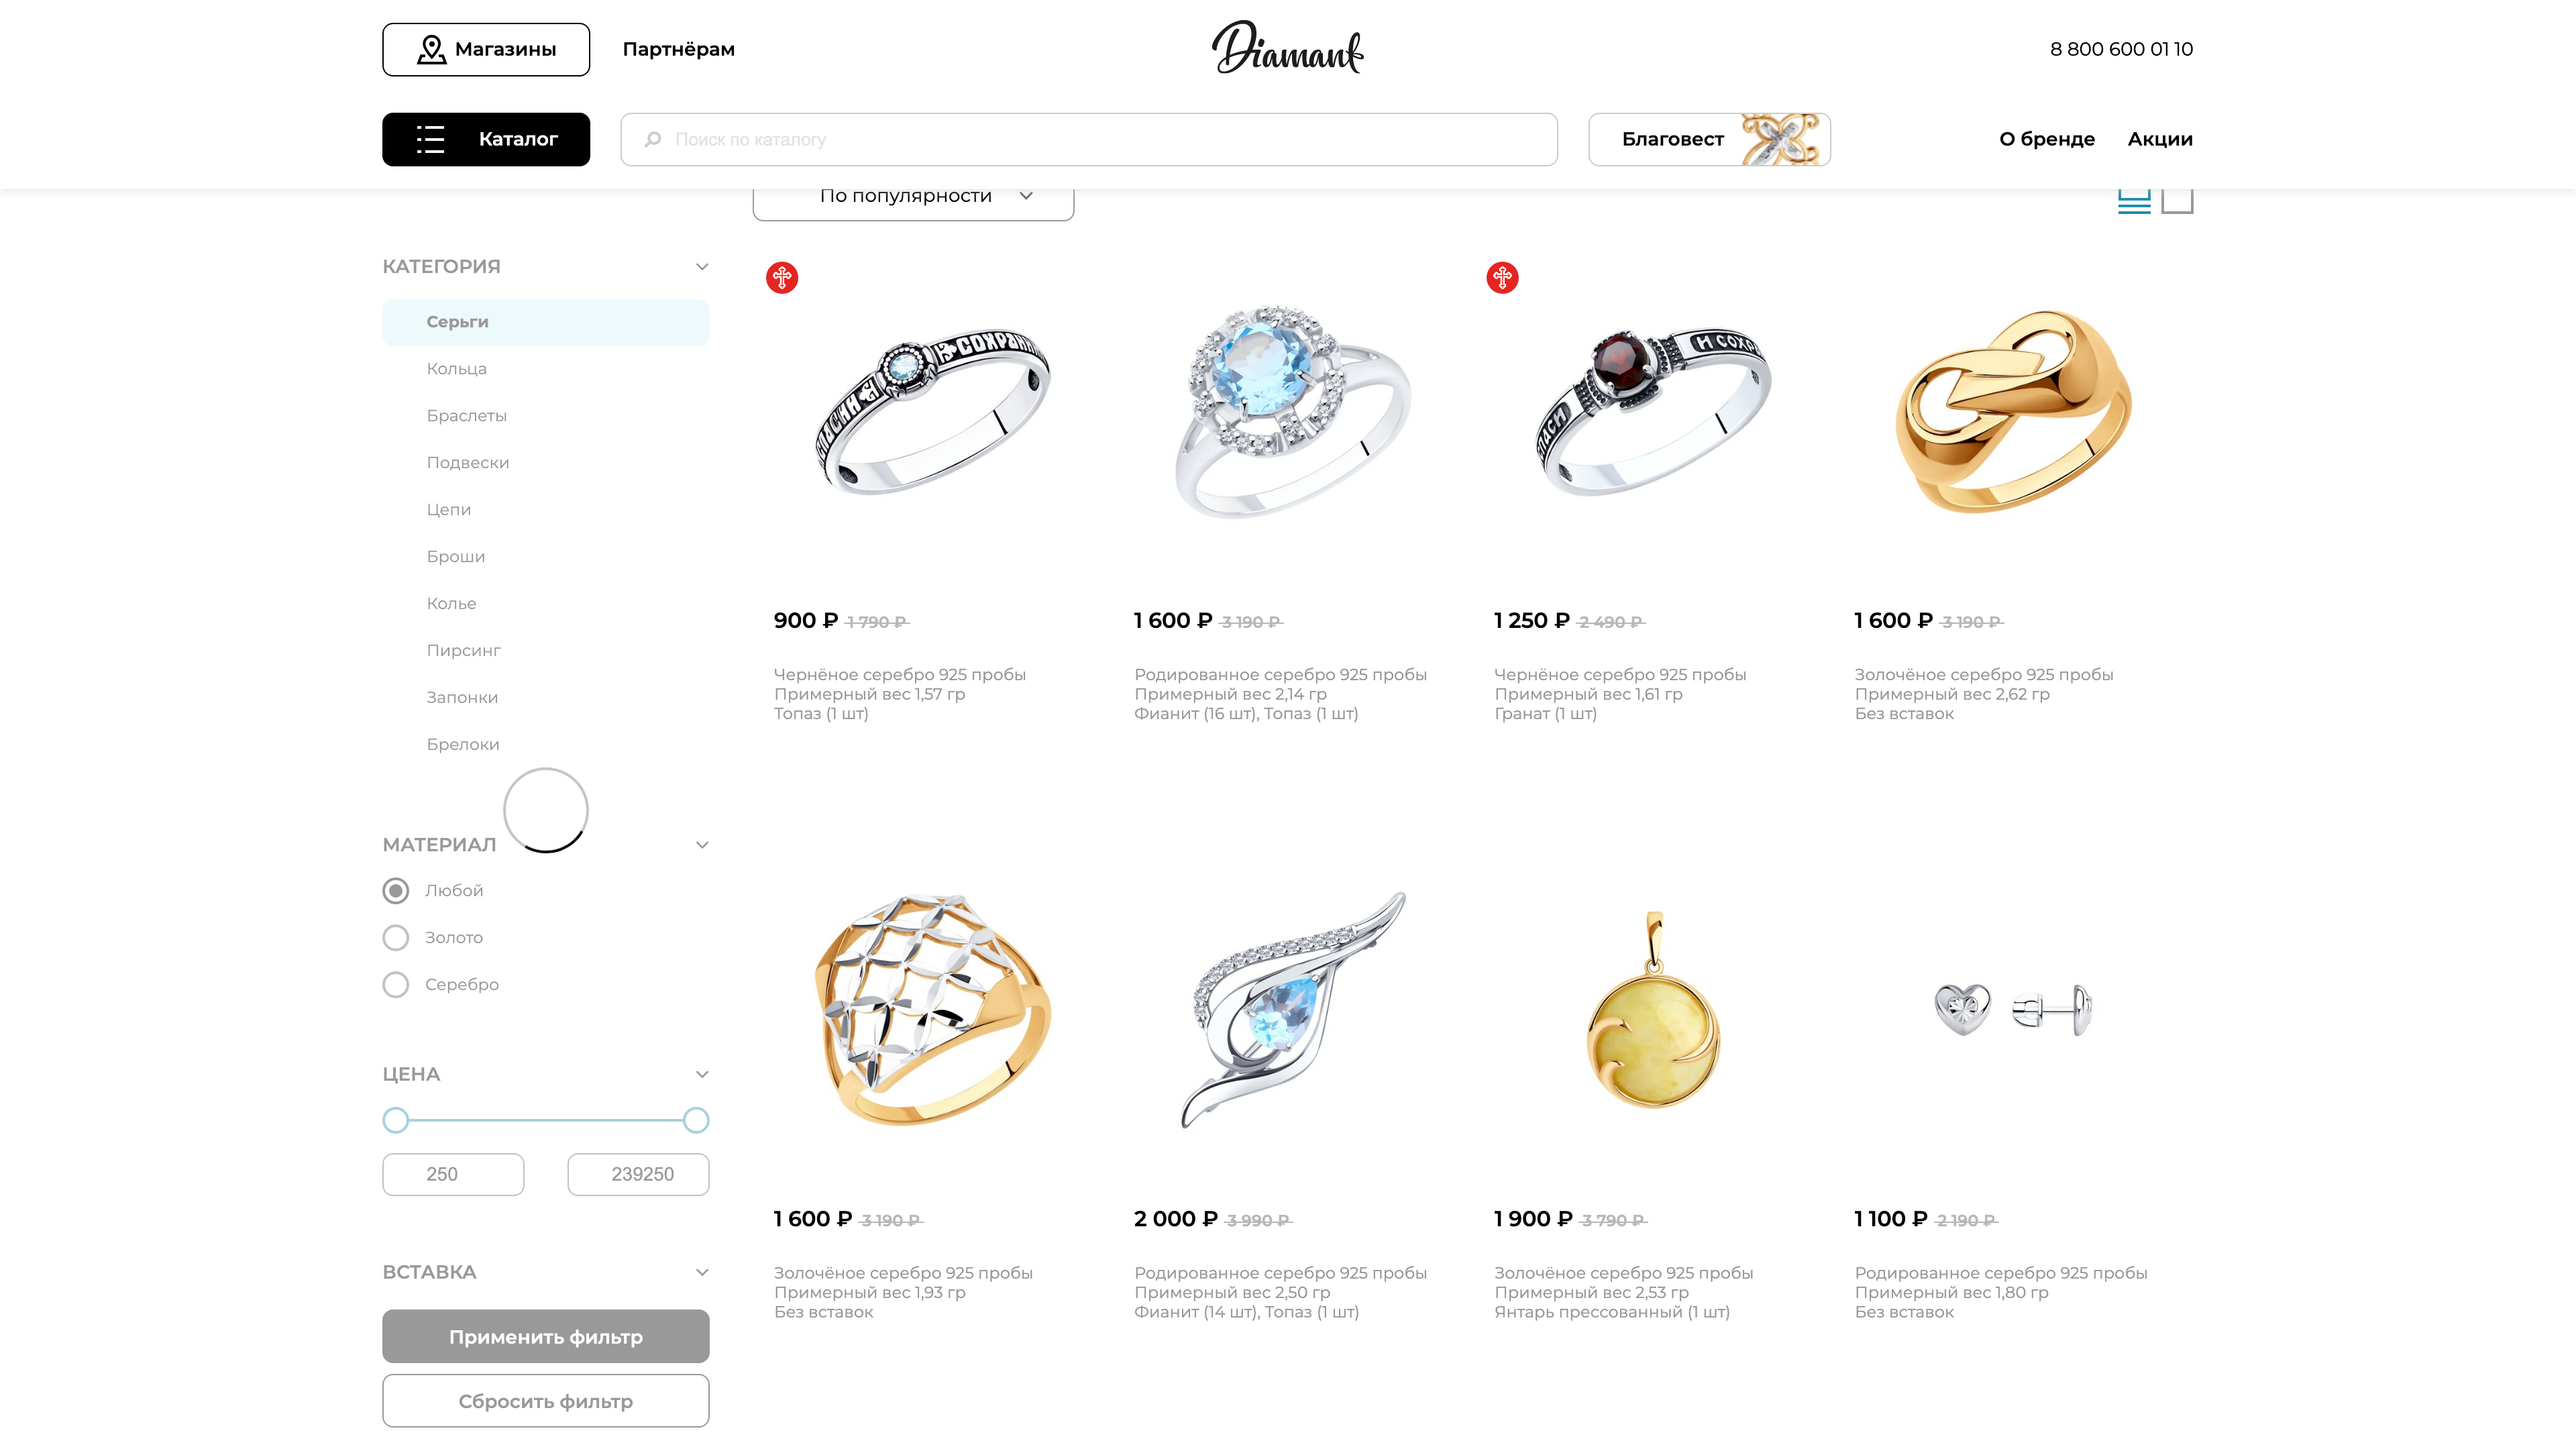 Магазины
Партнёрам
Diamant
8 800 600 01 10
Каталог
Поиск по каталогу
Благовест
О бренде
Акции
По популярности
КАТЕГОРИЯ
Серьги
Кольца
Браслеты
Подвески
Цепи
Броши
Колье
Пирсинг
Запонки
Брелоки
МАТЕРИАЛ
Любой
Золото
Серебро
ЦЕНА
250
239250
ВСТАВКА
Применить фильтр
Сбросить фильтр
900 ₽ 1 790 ₽
Чернёное серебро 925 пробы
Примерный вес 1,57 гр
Топаз (1 шт)
1 600 ₽ 3 190 ₽
Родированное серебро 925 пробы
Примерный вес 2,14 гр
Фианит (16 шт), Топаз (1 шт)
1 250 ₽ 2 490 ₽
Чернёное серебро 925 пробы
Примерный вес 1,61 гр
Гранат (1 шт)
1 600 ₽ 3 190 ₽
Золочёное серебро 925 пробы
Примерный вес 2,62 гр
Без вставок
1 600 ₽ 3 190 ₽
Золочёное серебро 925 пробы
Примерный вес 1,93 гр
Без вставок
2 000 ₽ 3 990 ₽
Родированное серебро 925 пробы
Примерный вес 2,50 гр
Фианит (14 шт), Топаз (1 шт)
1 900 ₽ 3 790 ₽
Золочёное серебро 925 пробы
Примерный вес 2,53 гр
Янтарь прессованный (1 шт)
1 100 ₽ 2 190 ₽
Родированное серебро 925 пробы
Примерный вес 1,80 гр
Без вставок